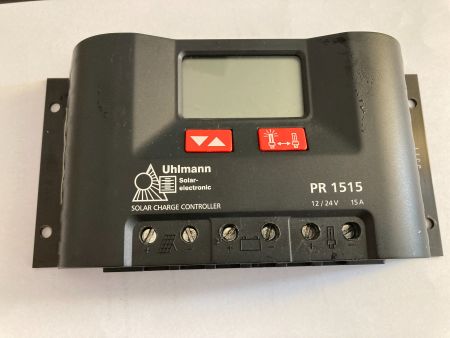 Uhlmann
Solar-
electronic
SOLAR CHARGE CONTROLLER
PR 1515
12 / 24 V 15 A
+ − + − + −